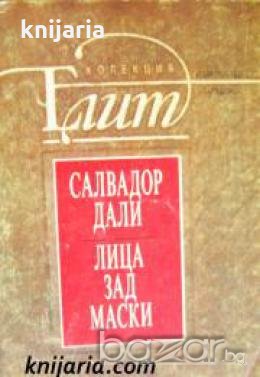 knijaria
КОЛЕКЦИЯ
Елит
САЛВАДОР
ДАЛИ
ЛИЦА
ЗАД
МАСКИ
bazar.bg
knijaria.com